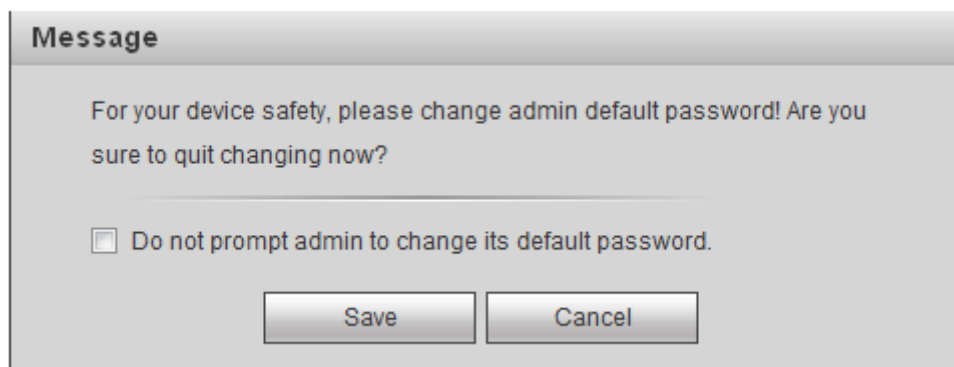 Message
For your device safety, please change admin default password! Are you
sure to quit changing now?
Do not prompt admin to change its default password.
Save
Cancel